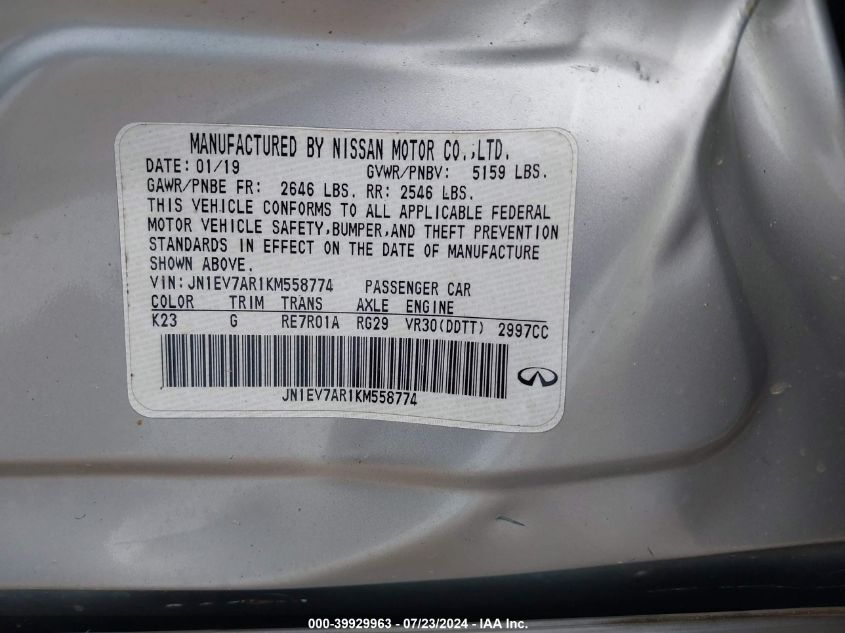 MANUFACTURED BY NISSAN MOTOR CO.,LTD.
DATE: 01/19 GVWR/PNBV: 5159 LBS.
GAWR/PNBE FR: 2646 LBS. RR: 2546 LBS.
THIS VEHICLE CONFORMS TO ALL APPLICABLE FEDERAL
MOTOR VEHICLE SAFETY,BUMPER,AND THEFT PREVENTION
STANDARDS IN EFFECT ON THE DATE OF MANUFACTURE
SHOWN ABOVE.
VIN:JN1EV7AR1KM558774 PASSENGER CAR
COLOR TRIM TRANS AXLE ENGINE
K23 G RE7R01A RG29 VR30(DDTT) 2997CC
JN1EV7AR1KM558774
000-39929963 - 07/23/2024 - IAA Inc.